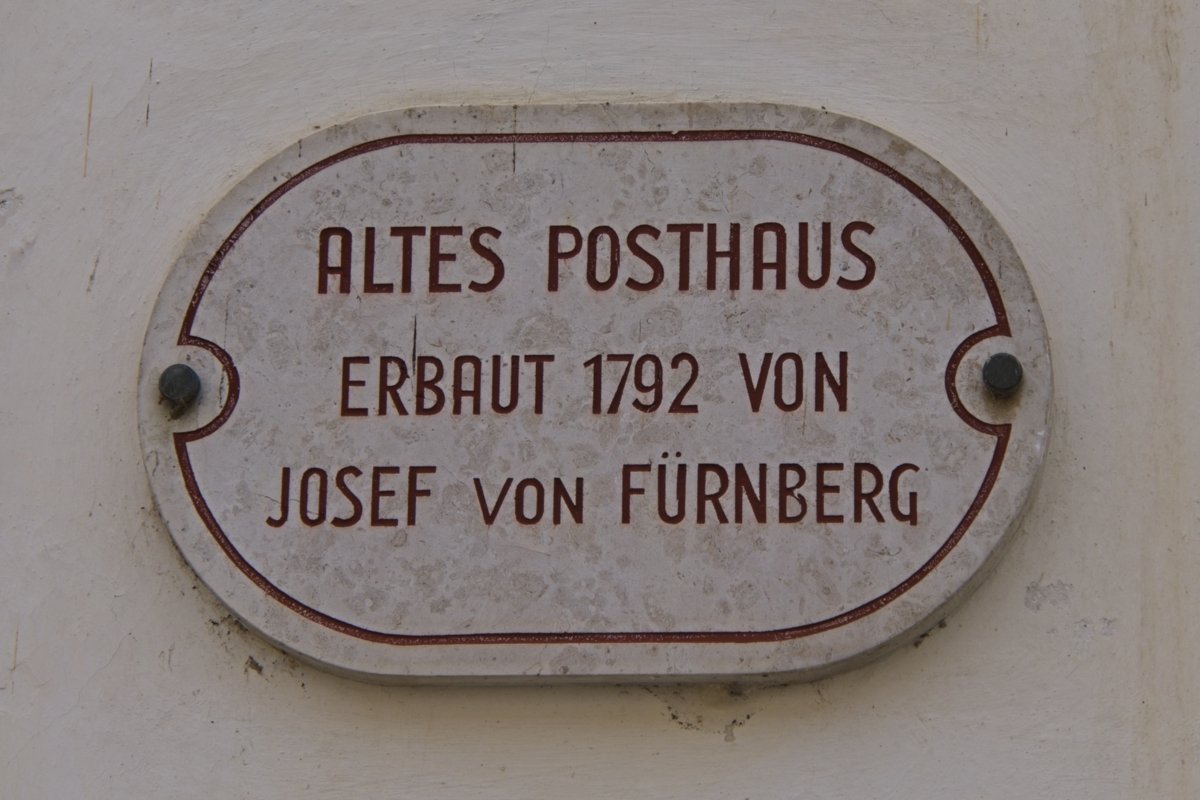 ALTES POSTHAUS
ERBAUT 1792 VON
JOSEF VON FÜRNBERG